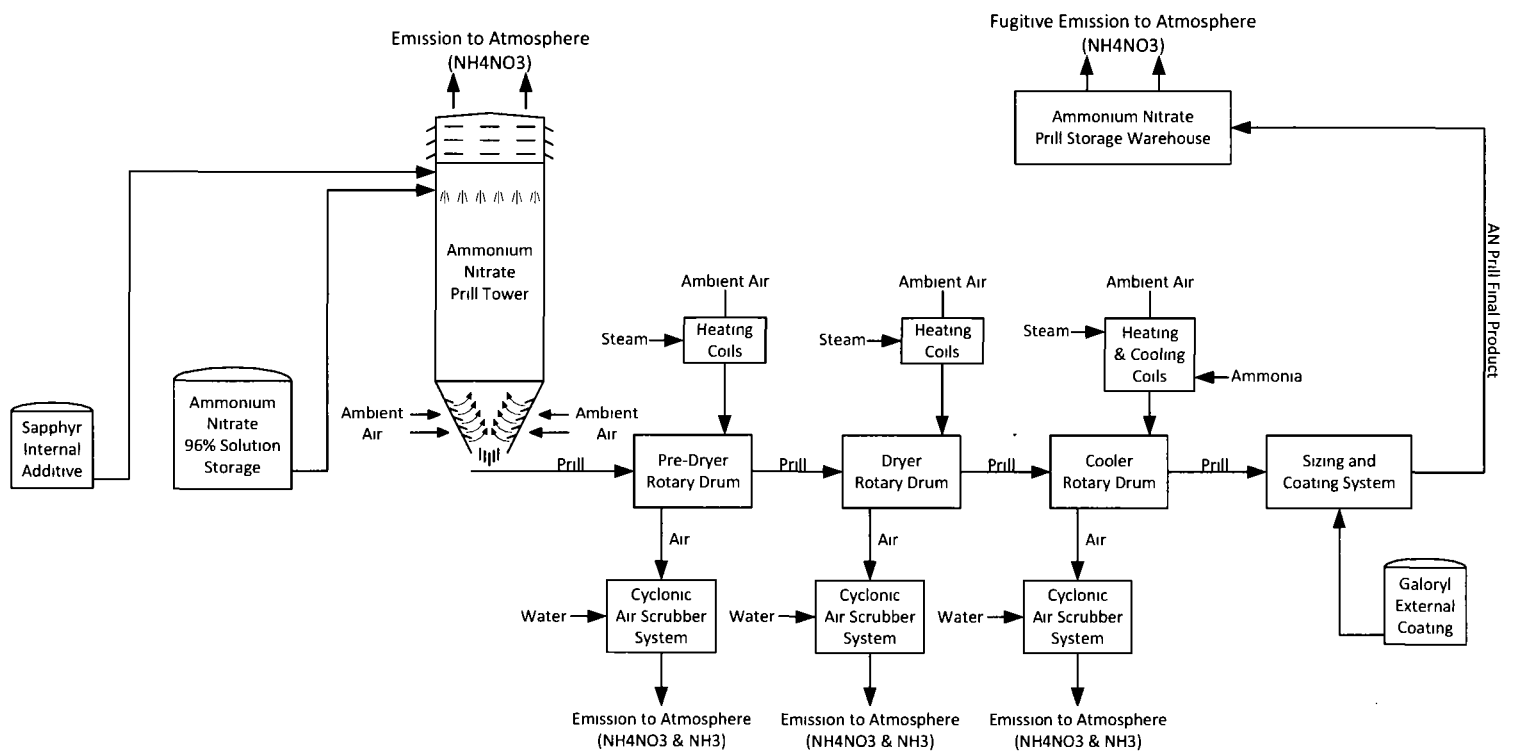 Emission to Atmosphere
(NH4NO3)
Fugitive Emission to Atmosphere
(NH4NO3)
Ammonium Nitrate
Prill Storage Warehouse
Ammonium
Nitrate
Prill Tower
AN Prill Final Product
Ambient Air
Ambient Air
Ambient Air
Steam
Heating
Coils
Steam
Heating
Coils
Steam
Heating
& Cooling
Coils
Ammonia
Sapphyr
Internal
Additive
Ammonium
Nitrate
96% Solution
Storage
Ambient
Air
Ambient
Air
Prill
Pre-Dryer
Rotary Drum
Prill
Dryer
Rotary Drum
Prill
Cooler
Rotary Drum
Prill
Sizing and
Coating System
Air
Air
Air
Water
Cyclonic
Air Scrubber
System
Water
Cyclonic
Air Scrubber
System
Water
Cyclonic
Air Scrubber
System
Galoryl
External
Coating
Emission to Atmosphere
(NH4NO3 & NH3)
Emission to Atmosphere
(NH4NO3 & NH3)
Emission to Atmosphere
(NH4NO3 & NH3)